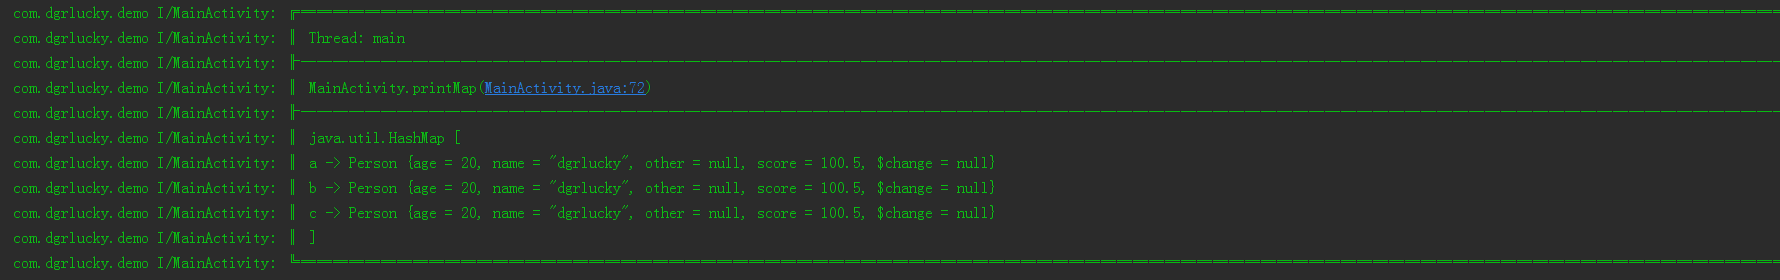 com.dgrlucky.demo I/MainActivity: ╔════════════════════════════════════════
com.dgrlucky.demo I/MainActivity: ║ Thread: main
com.dgrlucky.demo I/MainActivity: ╟────────────────────────────────────────
com.dgrlucky.demo I/MainActivity: ║ MainActivity.printMap(MainActivity.java:72)
com.dgrlucky.demo I/MainActivity: ╟────────────────────────────────────────
com.dgrlucky.demo I/MainActivity: ║ java.util.HashMap [
com.dgrlucky.demo I/MainActivity: ║ a -> Person {age = 20, name = "dgrlucky", other = null, score = 100.5, $change = null}
com.dgrlucky.demo I/MainActivity: ║ b -> Person {age = 20, name = "dgrlucky", other = null, score = 100.5, $change = null}
com.dgrlucky.demo I/MainActivity: ║ c -> Person {age = 20, name = "dgrlucky", other = null, score = 100.5, $change = null}
com.dgrlucky.demo I/MainActivity: ║ ]
com.dgrlucky.demo I/MainActivity: ╚════════════════════════════════════════